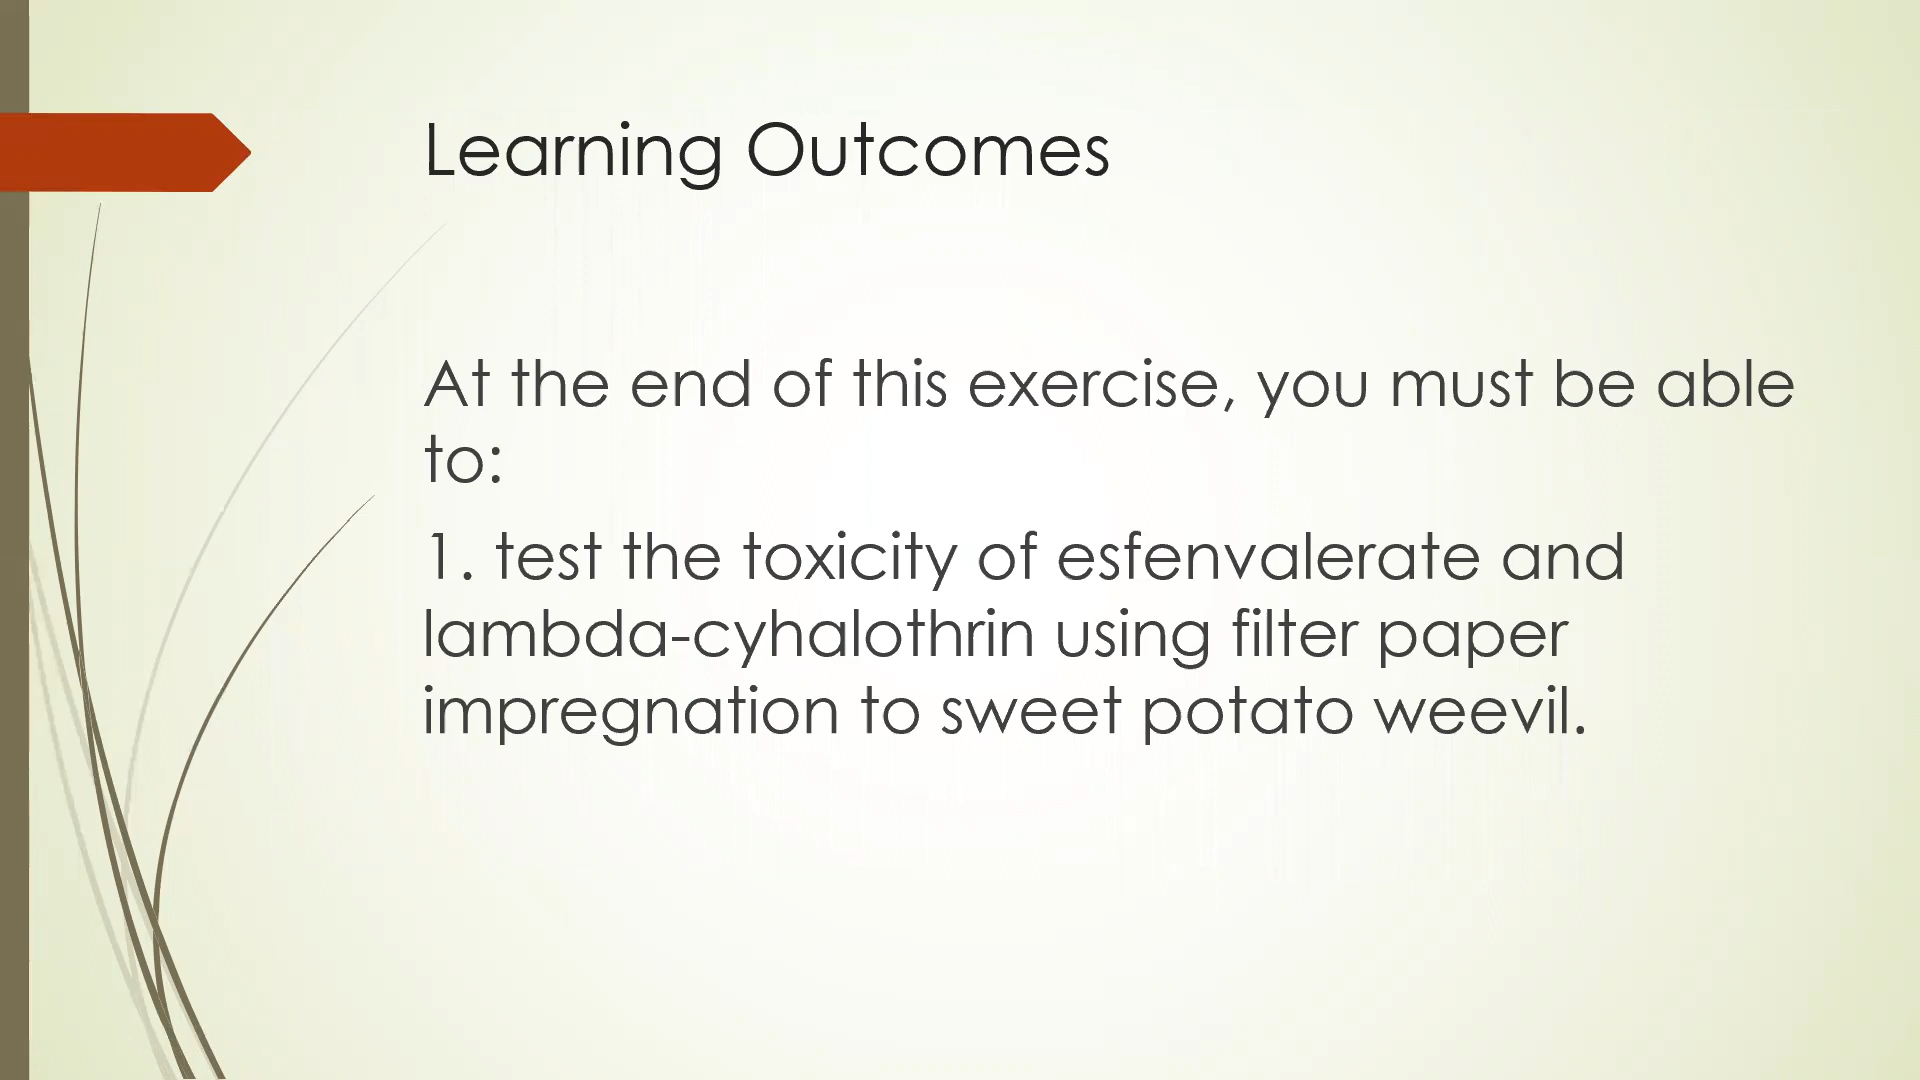 Learning Outcomes
At the end of this exercise, you must be able
to:
1. test the toxicity of esfenvalerate and
lambda-cyhalothrin using filter paper
impregnation to sweet potato weevil.